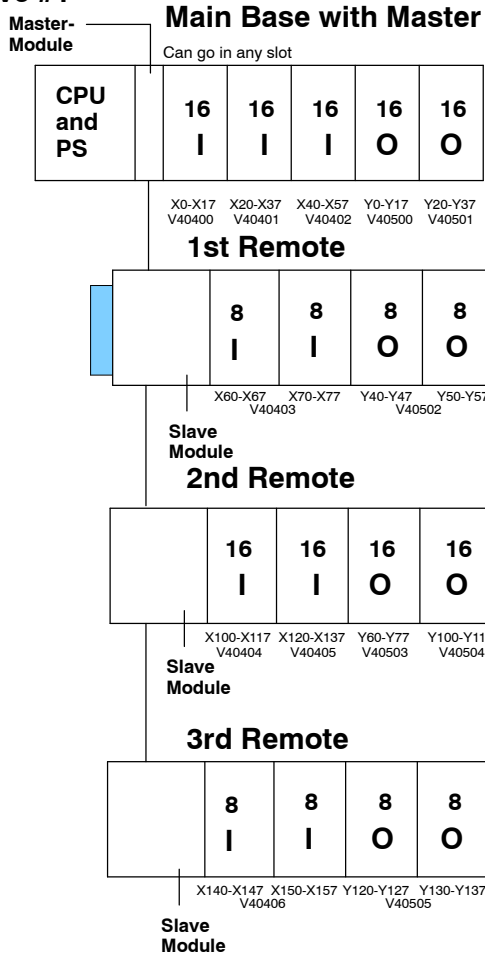 Main Base with Master
Master-
Module
Can go in any slot
CPU
and
PS
16 16 16 16 16
I I I O O
X0-X17 X20-X37 X40-X57 Y0-Y17 Y20-Y37
V40400 V40401 V40402 V40500 V40501
1st Remote
8 8 8 8
I I O O
X60-X67 X70-X77 Y40-Y47 Y50-Y57
V40403 V40502
Slave
Module
2nd Remote
16 16 16 16
I I O O
X100-X117 X120-X137 Y60-Y77 Y100-Y11
V40404 V40405 V40503 V40504
Slave
Module
3rd Remote
8 8 8 8
I I O O
X140-X147 X150-X157 Y120-Y127 Y130-Y137
V40406 V40505
Slave
Module